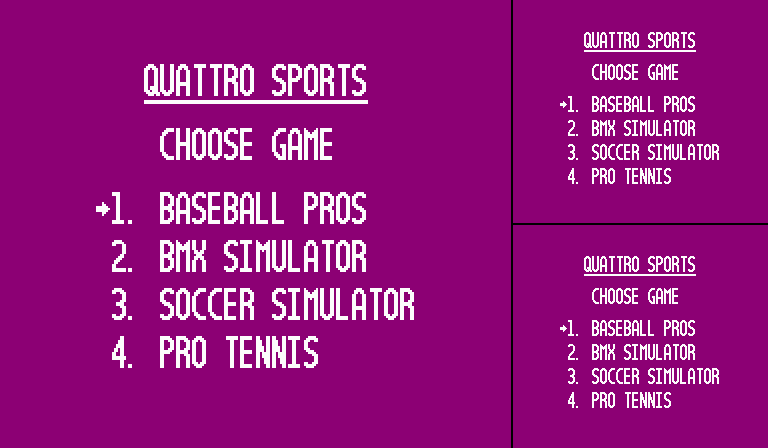 QUATTRO SPORTS
CHOOSE GAME
→1. BASEBALL PROS
2. BMX SIMULATOR
3. SOCCER SIMULATOR
4. PRO TENNIS
QUATTRO SPORTS
CHOOSE GAME
→1. BASEBALL PROS
2. BMX SIMULATOR
3. SOCCER SIMULATOR
4. PRO TENNIS
QUATTRO SPORTS
CHOOSE GAME
→1. BASEBALL PROS
2. BMX SIMULATOR
3. SOCCER SIMULATOR
4. PRO TENNIS